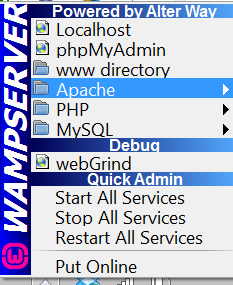 Powered by Alter Way
Localhost
phpMyAdmin
www directory
Apache
PHP
MySQL
Debug
webGrind
Quick Admin
Start All Services
Stop All Services
Restart All Services
Put Online
WAMPSERVER